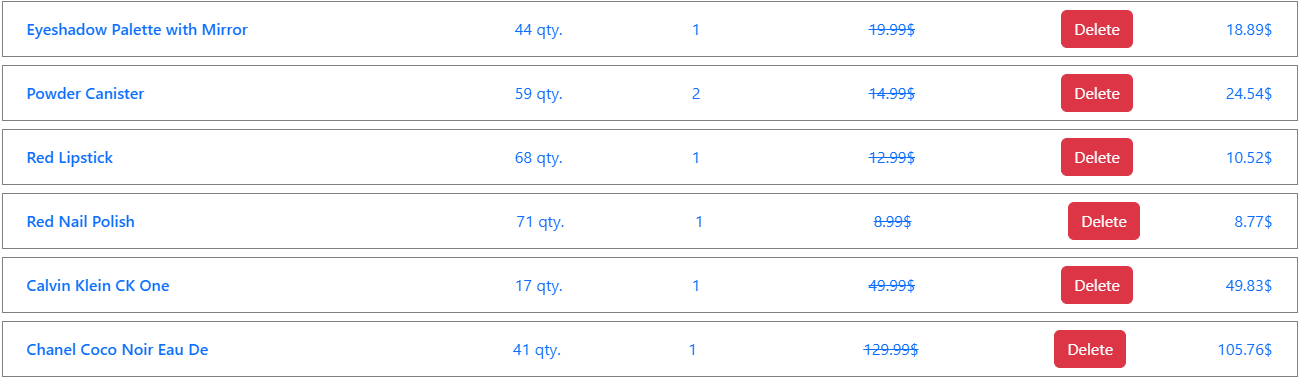 Eyeshadow Palette with Mirror 44 qty. 1 19.99$ Delete 18.89$
Powder Canister 59 qty. 2 14.99$ Delete 24.54$
Red Lipstick 68 qty. 1 12.99$ Delete 10.52$
Red Nail Polish 71 qty. 1 8.99$ Delete 8.77$
Calvin Klein CK One 17 qty. 1 49.99$ Delete 49.83$
Chanel Coco Noir Eau De 41 qty. 1 129.99$ Delete 105.76$